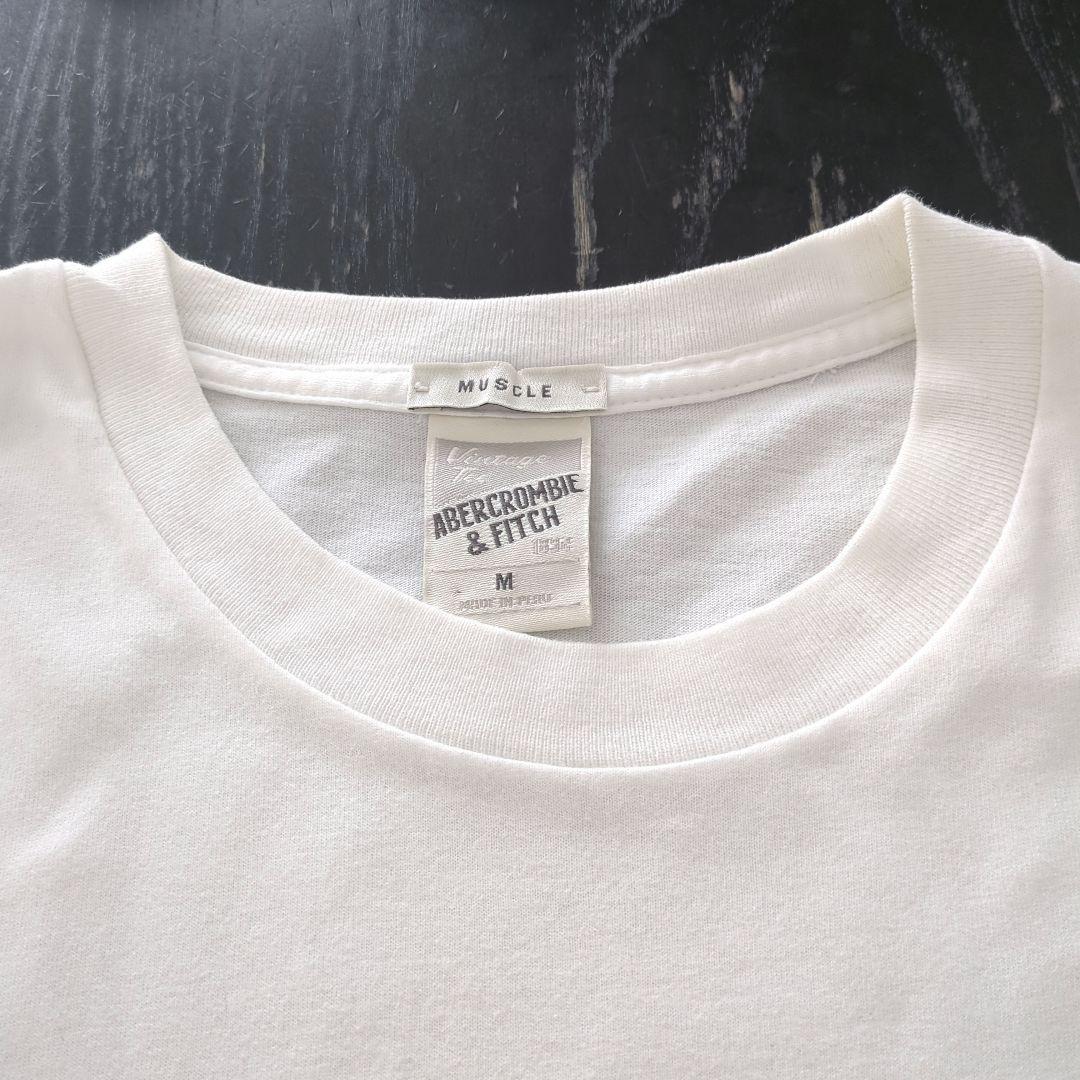 MUSCLE
Vintage
Tee
ABERCROMBIE
& FITCH
M
MADE IN PERU